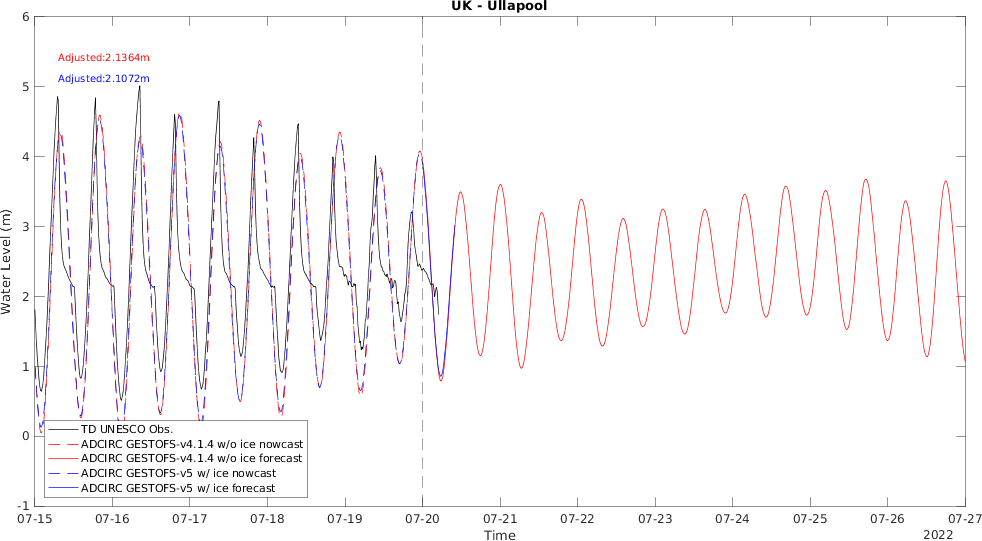 UK - Ullapool
6
5
4
3
2
1
0
-1
Water Level (m)
Adjusted:2.1364m
Adjusted:2.1072m
TD UNESCO Obs.
ADCIRC GESTOFS-v4.1.4 w/o ice nowcast
ADCIRC GESTOFS-v4.1.4 w/o ice forecast
ADCIRC GESTOFS-v5 w/ ice nowcast
ADCIRC GESTOFS-v5 w/ ice forecast
07-15 07-16 07-17 07-18 07-19 07-20 07-21 07-22 07-23 07-24 07-25 07-26 07-27
Time
2022